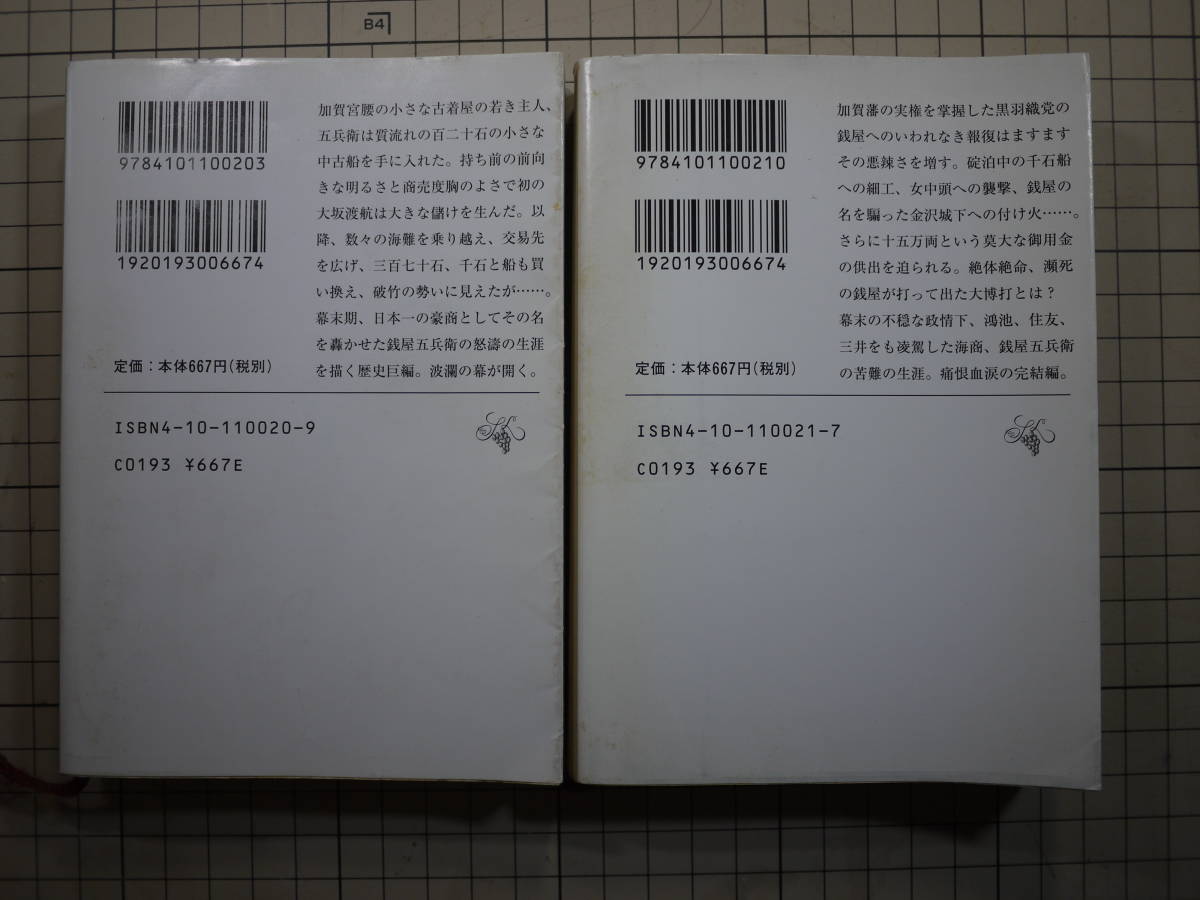 B4
9784101100203
1920193006674
加賀宮腰の小さな古着屋の若き主人、
五兵衛は質流れの百二十石の小さな
中古船を手に入れた。持ち前の前向
きな明るさと商売度胸のよさで初の
大坂渡航は大きな儲けを生んだ。以
降、数々の海難を乗り越え、交易先
を広げ、三百七十石、千石と船も買
い換え、破竹の勢いに見えたが……。
幕末期、日本一の豪商としてその名
を轟かせた銭屋五兵衛の怒濤の生涯
を描く歴史巨編。波瀾の幕が開く。
定価：本体667円（税別）
ISBN4-10-110020-9
C0193 ¥667E
9784101100210
1920193006674
加賀藩の実権を掌握した黒羽織党の
銭屋へのいわれなき報復はますます
その悪辣さを増す。碇泊中の千石船
への細工、女中頭への襲撃、銭屋の
名を騙った金沢城下への付け火……。
さらに十五万両という莫大な御用金
の供出を迫られる。絶体絶命、瀕死
の銭屋が打って出た大博打とは？
幕末の不穏な政情下、鴻池、住友、
三井をも凌駕した海商、銭屋五兵衛
の苦難の生涯。痛恨血涙の完結編。
定価：本体667円（税別）
ISBN4-10-110021-7
C0193 ¥667E